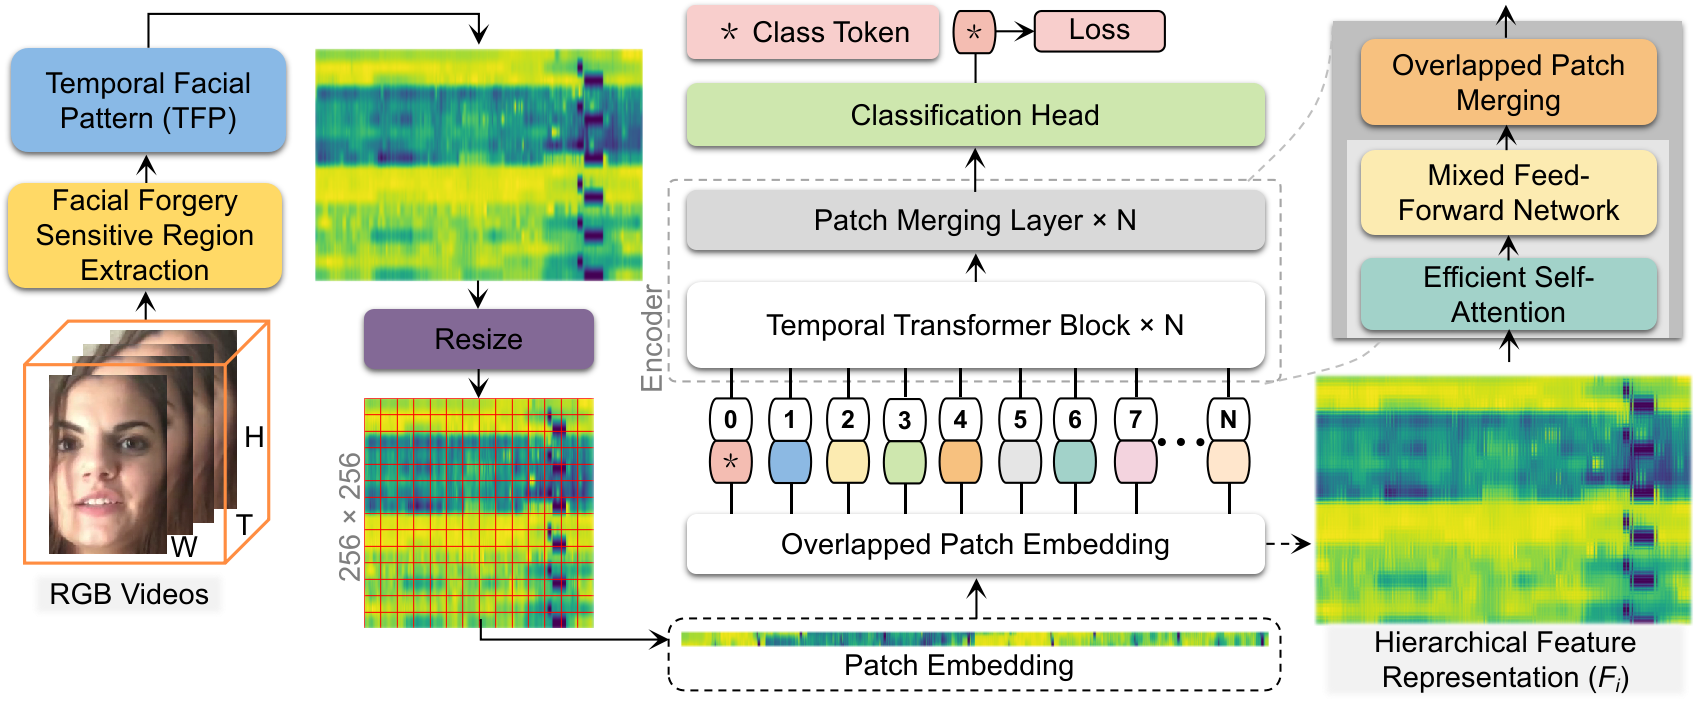 Temporal Facial
Pattern (TFP)
Facial Forgery
Sensitive Region
Extraction
H
T
W
RGB Videos
Resize
256 × 256
* Class Token
*
Loss
Classification Head
Patch Merging Layer × N
Encoder
Temporal Transformer Block × N
0 1 2 3 4 5 6 7 ••• N
*
Overlapped Patch Embedding
Patch Embedding
Overlapped Patch
Merging
Mixed Feed-
Forward Network
Efficient Self-
Attention
Hierarchical Feature
Representation (Fᵢ)